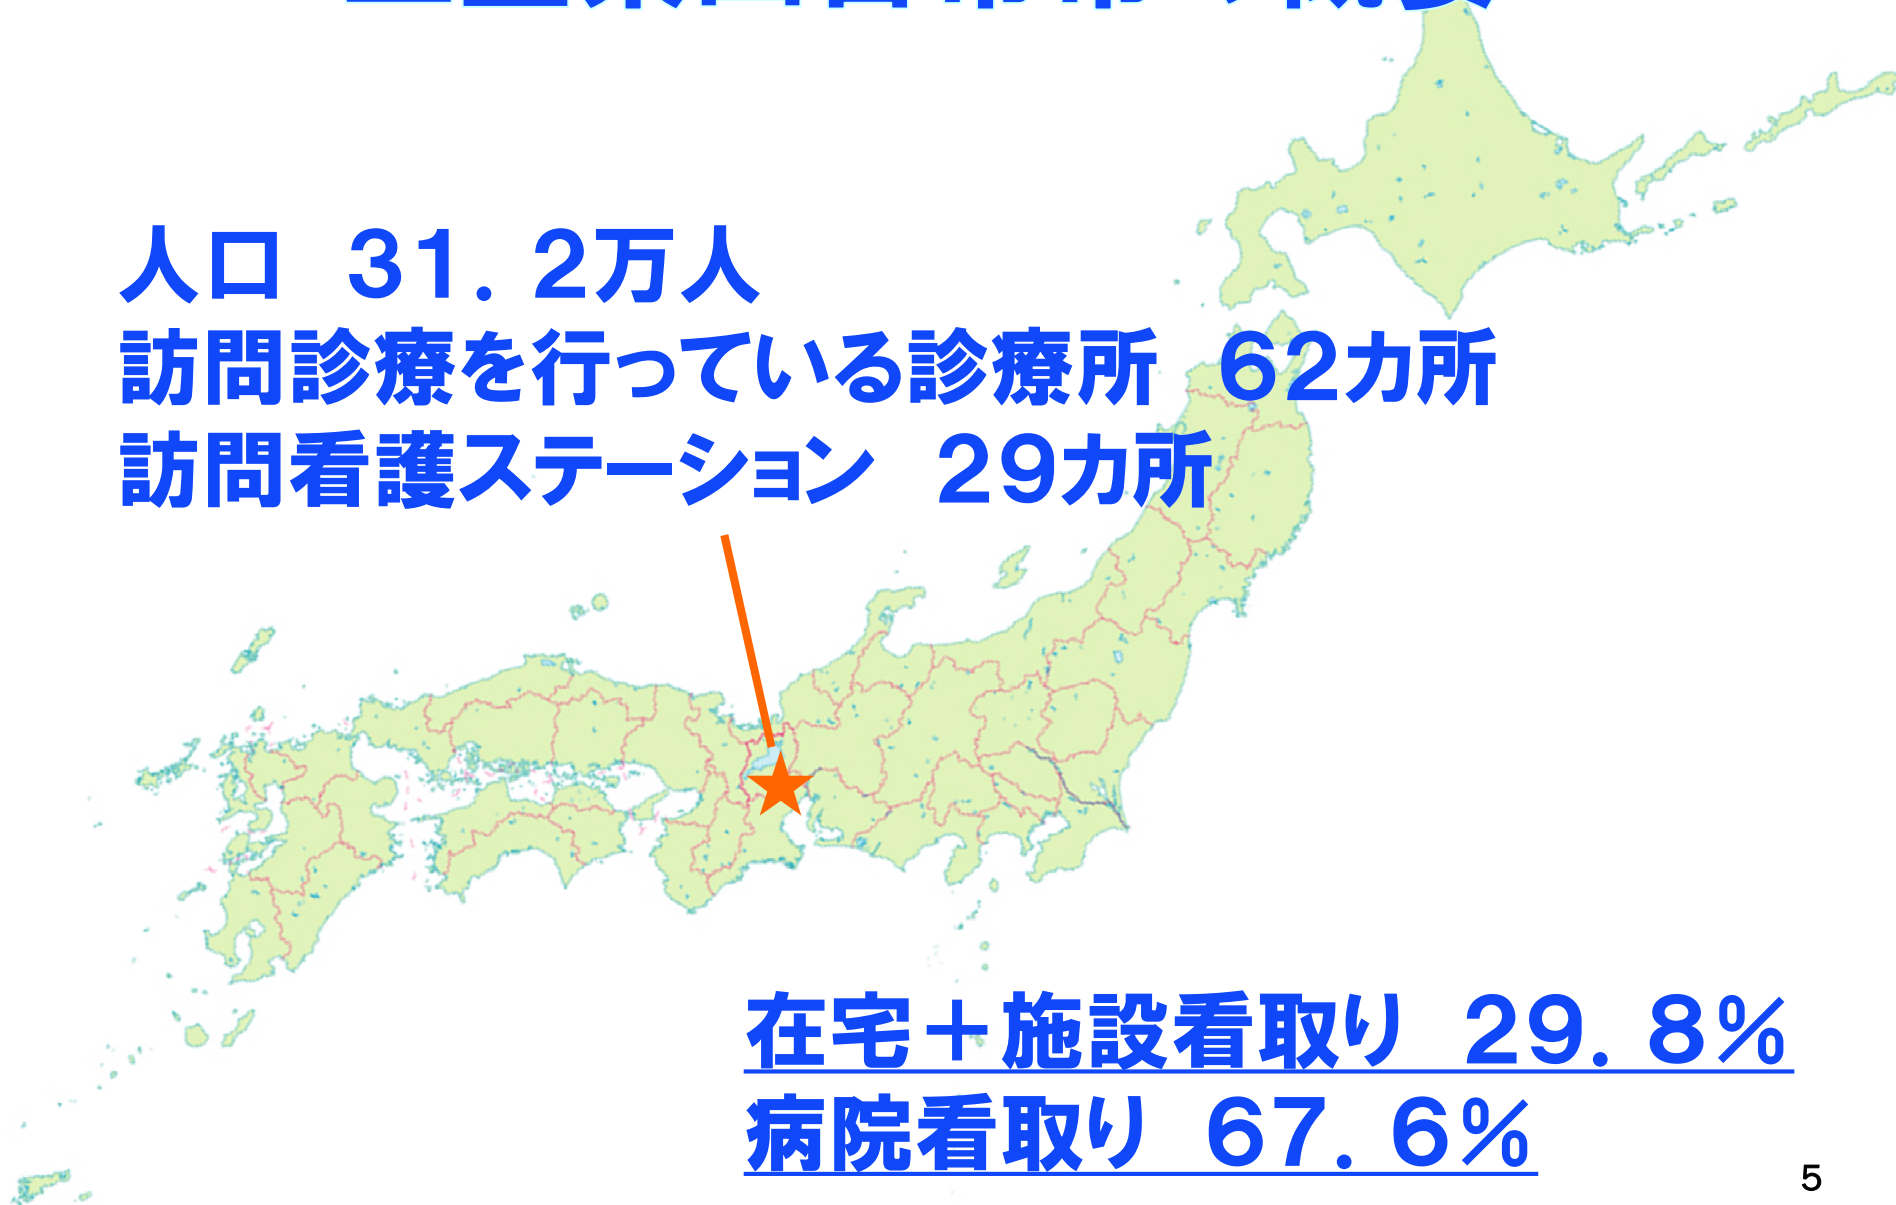 人口　３１．２万人
訪問診療を行っている診療所　６２カ所
訪問看護ステーション　２９カ所
在宅＋施設看取り　２９．８％
病院看取り　６７．６％
5